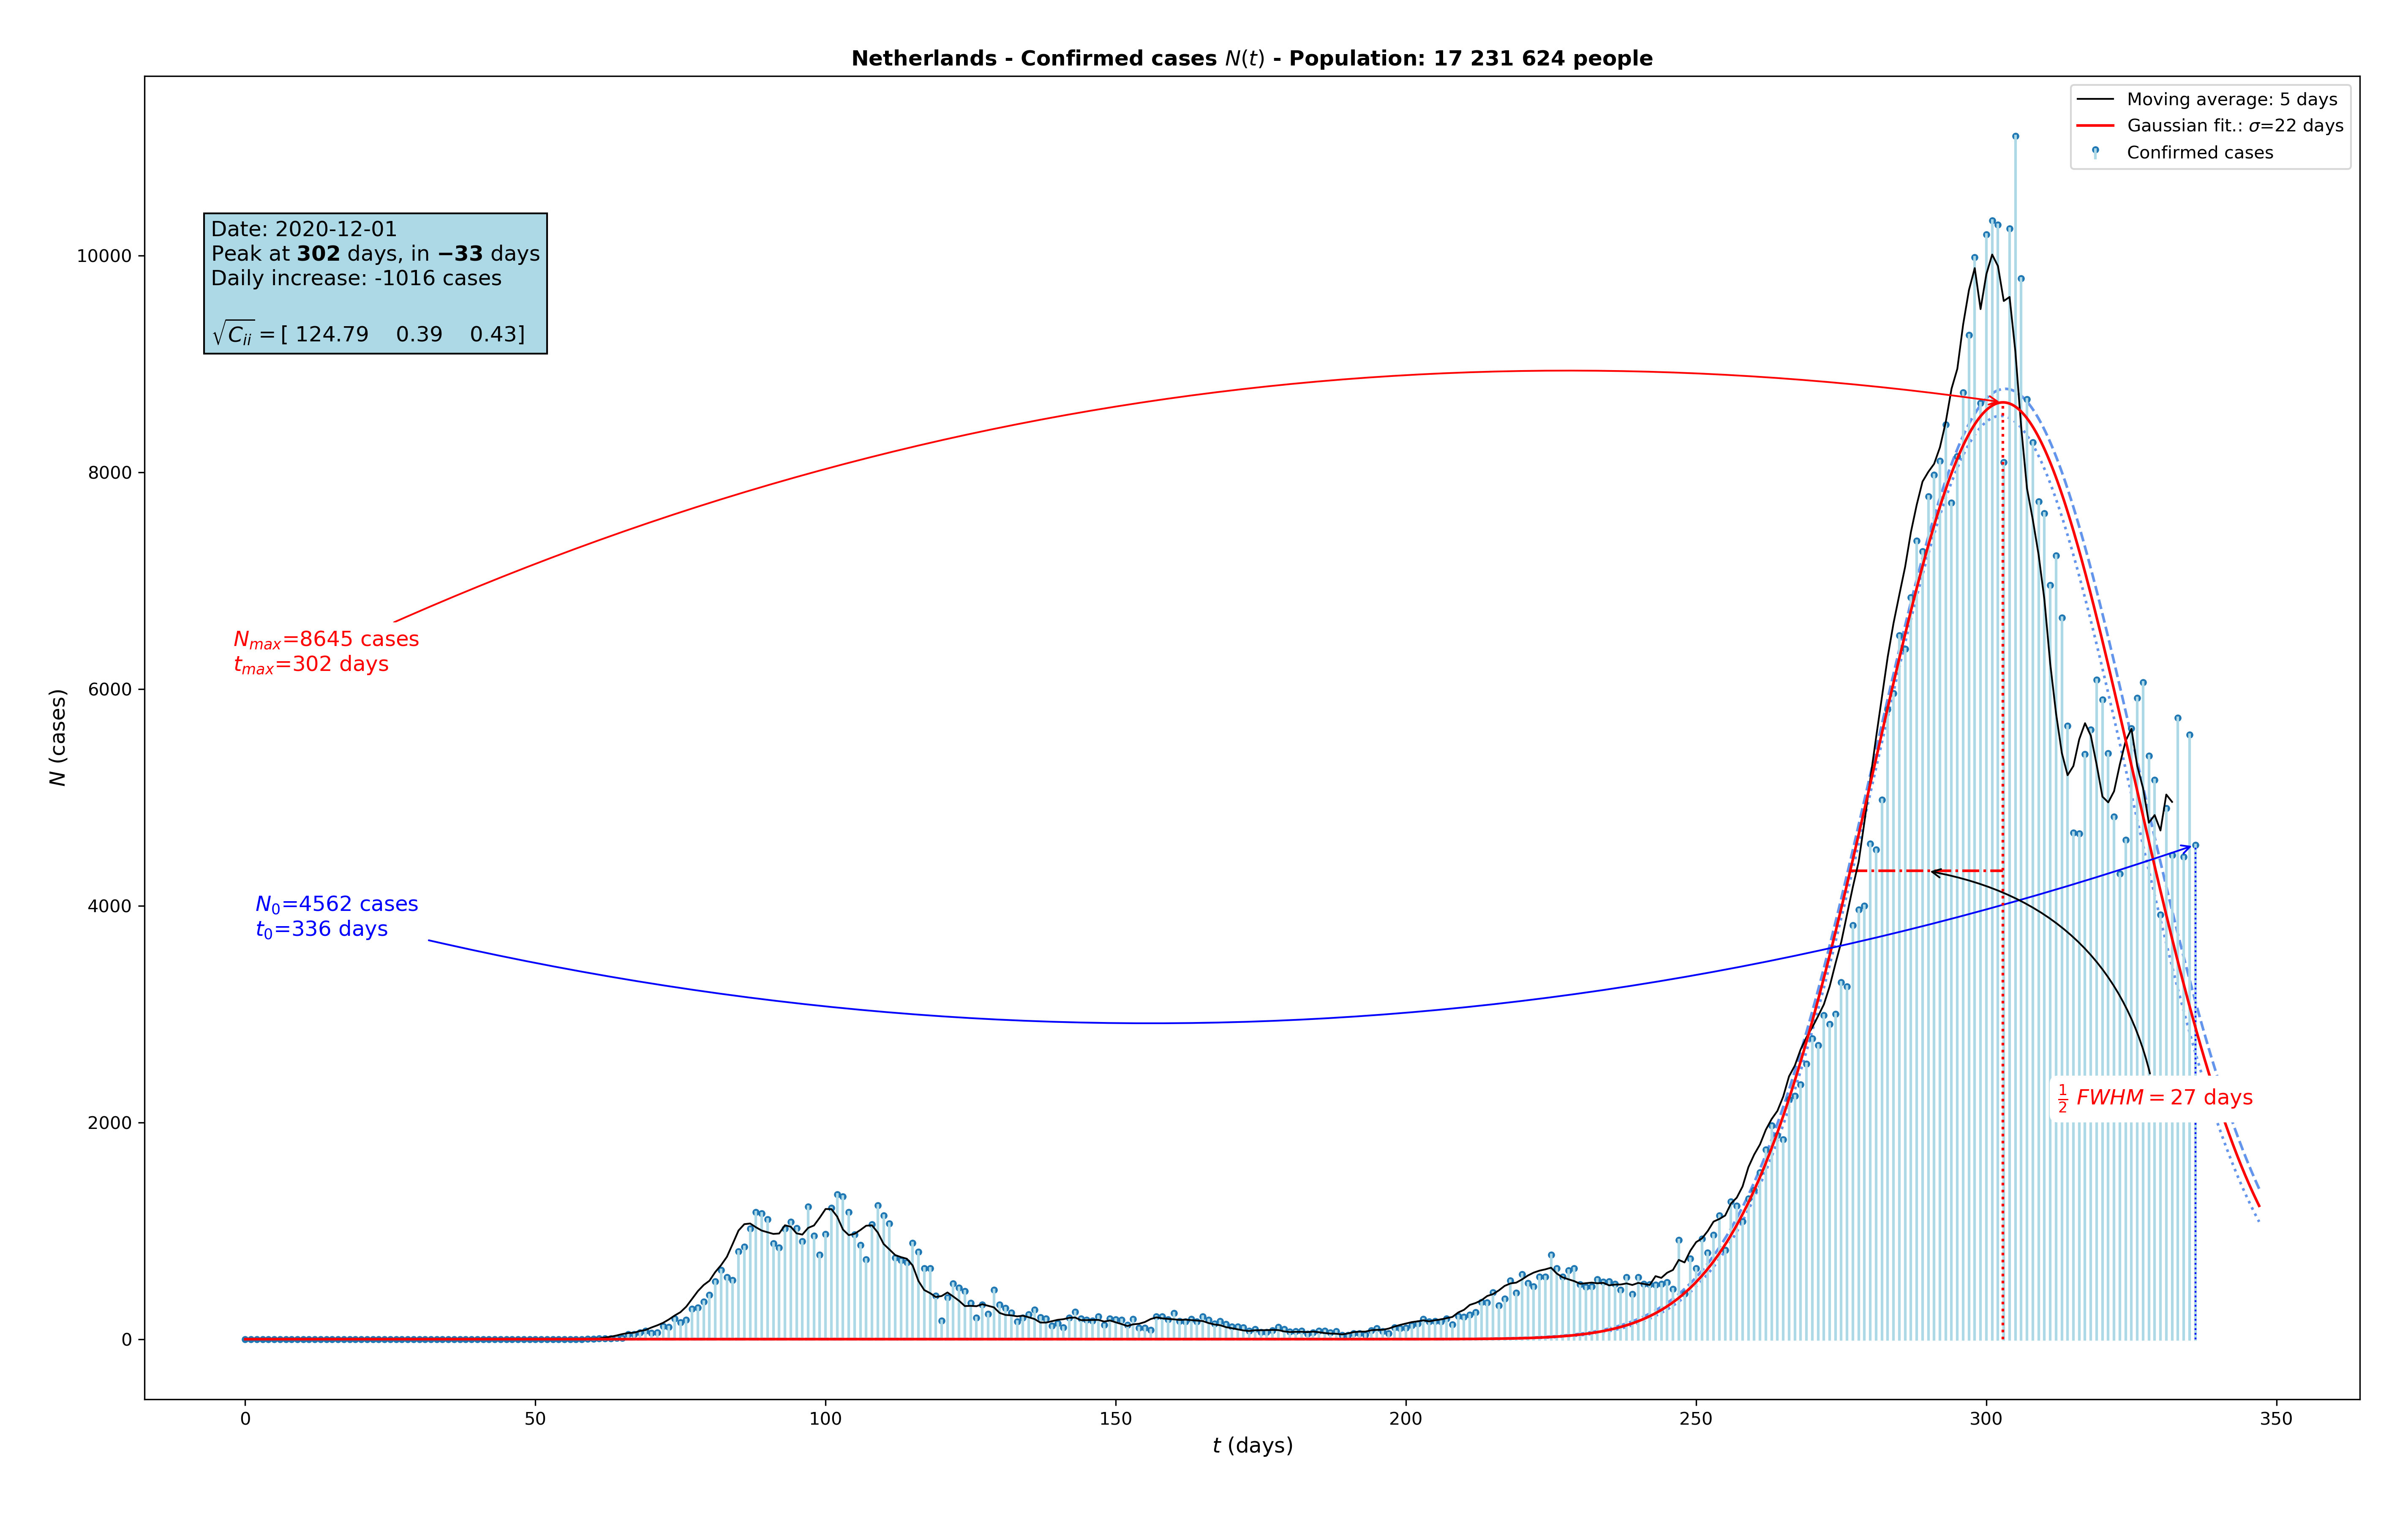 Netherlands - Confirmed cases N(t) - Population: 17 231 624 people
Moving average: 5 days
Gaussian fit.: σ=22 days
Confirmed cases
Date: 2020-12-01
Peak at 302 days, in −33 days
Daily increase: -1016 cases
√C_ii = [ 124.79 0.39 0.43]
N_max=8645 cases
t_max=302 days
N_0=4562 cases
t_0=336 days
1/2 FWHM = 27 days
N (cases)
10000
8000
6000
4000
2000
0
0 50 100 150 200 250 300 350
t (days)